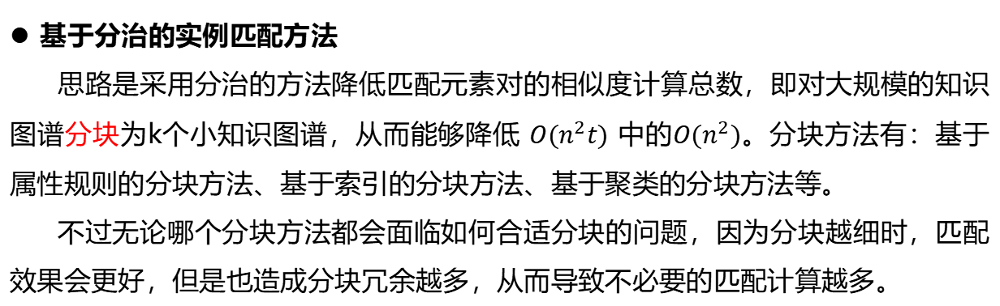 ● 基于分治的实例匹配方法
思路是采用分治的方法降低匹配元素对的相似度计算总数，即对大规模的知识
图谱分块为k个小知识图谱，从而能够降低 O(n²t) 中的O(n²)。分块方法有：基于
属性规则的分块方法、基于索引的分块方法、基于聚类的分块方法等。
不过无论哪个分块方法都会面临如何合适分块的问题，因为分块越细时，匹配
效果会更好，但是也造成分块冗余越多，从而导致不必要的匹配计算越多。